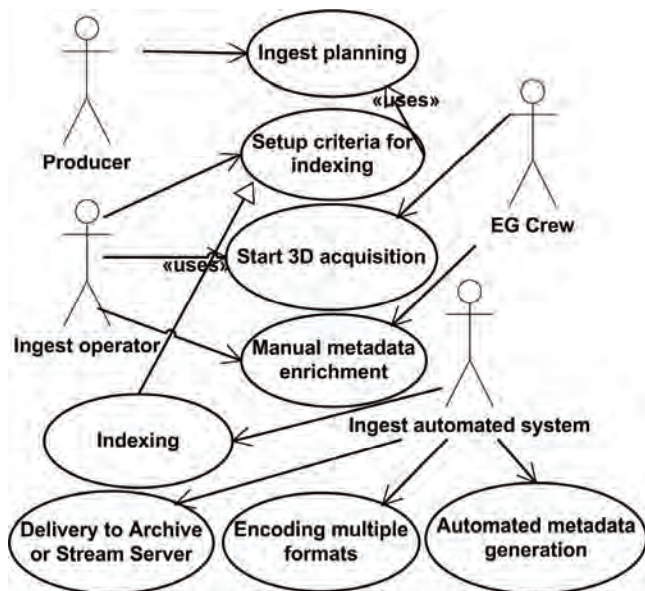 Ingest planning
«uses»
Producer
Setup criteria for
indexing
EG Crew
Start 3D acquisition
«uses»
Ingest operator
Manual metadata
enrichment
Ingest automated system
Indexing
Delivery to Archive
or Stream Server
Encoding multiple
formats
Automated metadata
generation